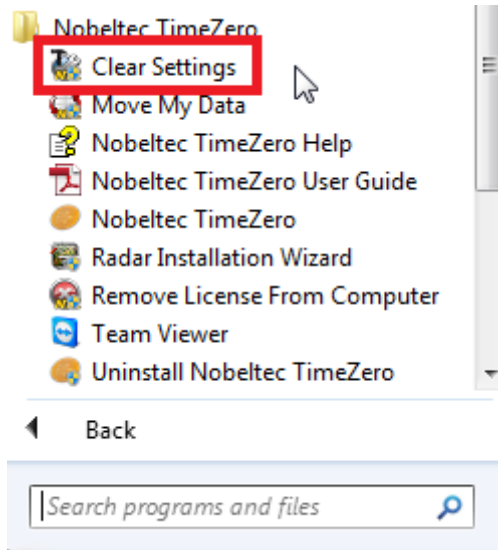 Nobeltec TimeZero
Clear Settings
Move My Data
Nobeltec TimeZero Help
Nobeltec TimeZero User Guide
Nobeltec TimeZero
Radar Installation Wizard
Remove License From Computer
Team Viewer
Uninstall Nobeltec TimeZero
Back
Search programs and files